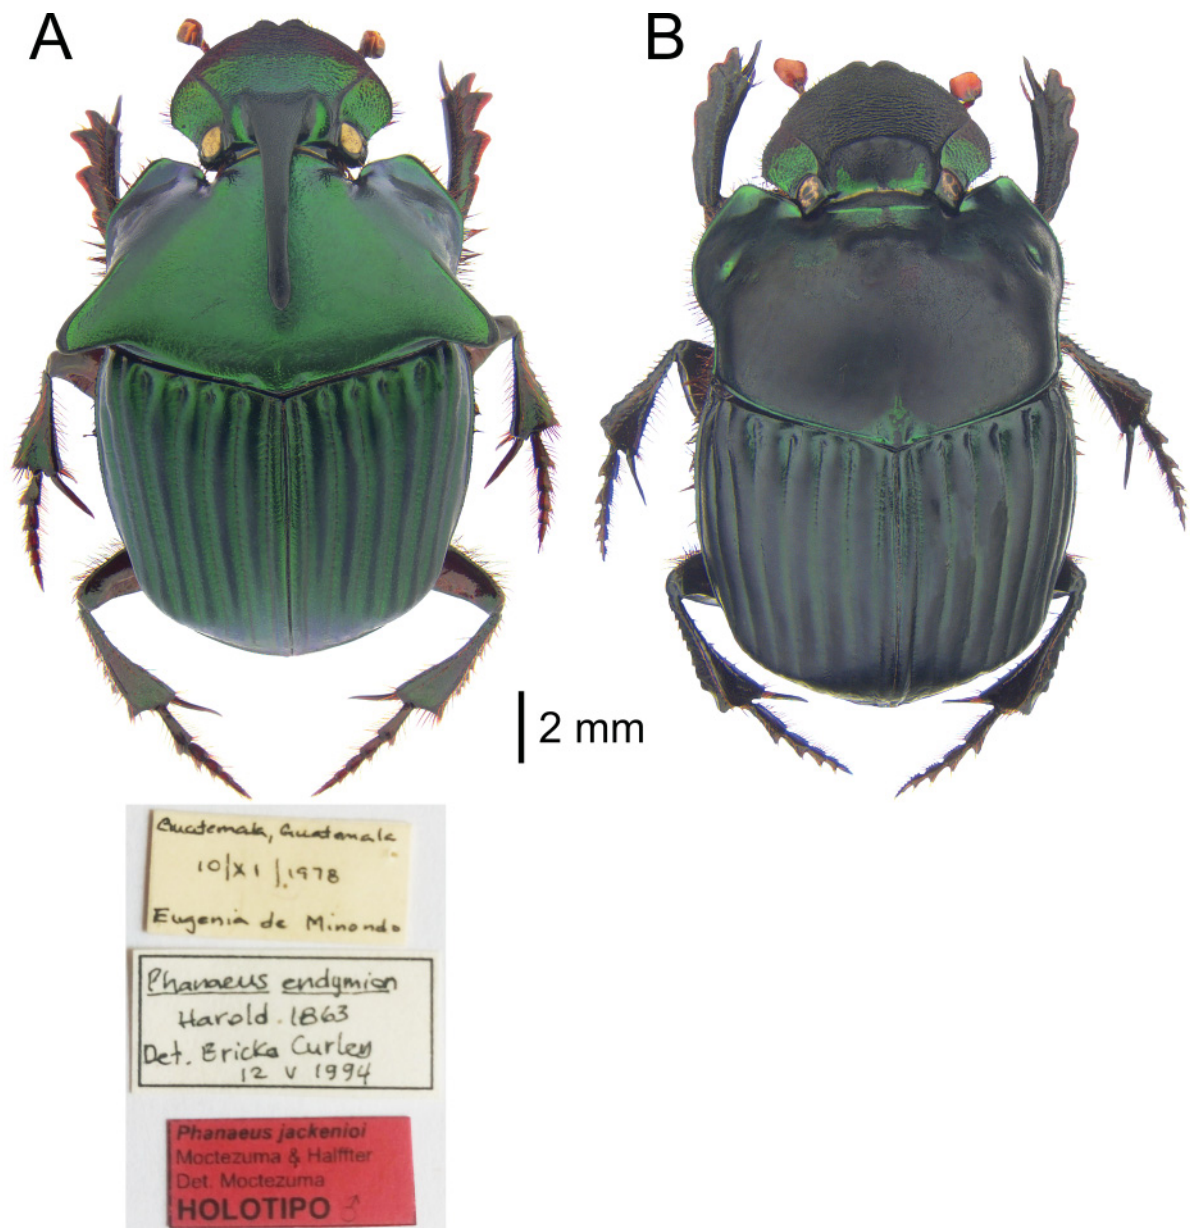 A
B
2 mm
Guatemala, Guatemala
10/XI/1978
Eugenia de Minondo
Phanaeus endymion
Harold. 1863
Det. Ericka Curley
12 V 1994
Phanaeus jackenioi
Moctezuma & Halffter
Det. Moctezuma
HOLOTIPO ♂